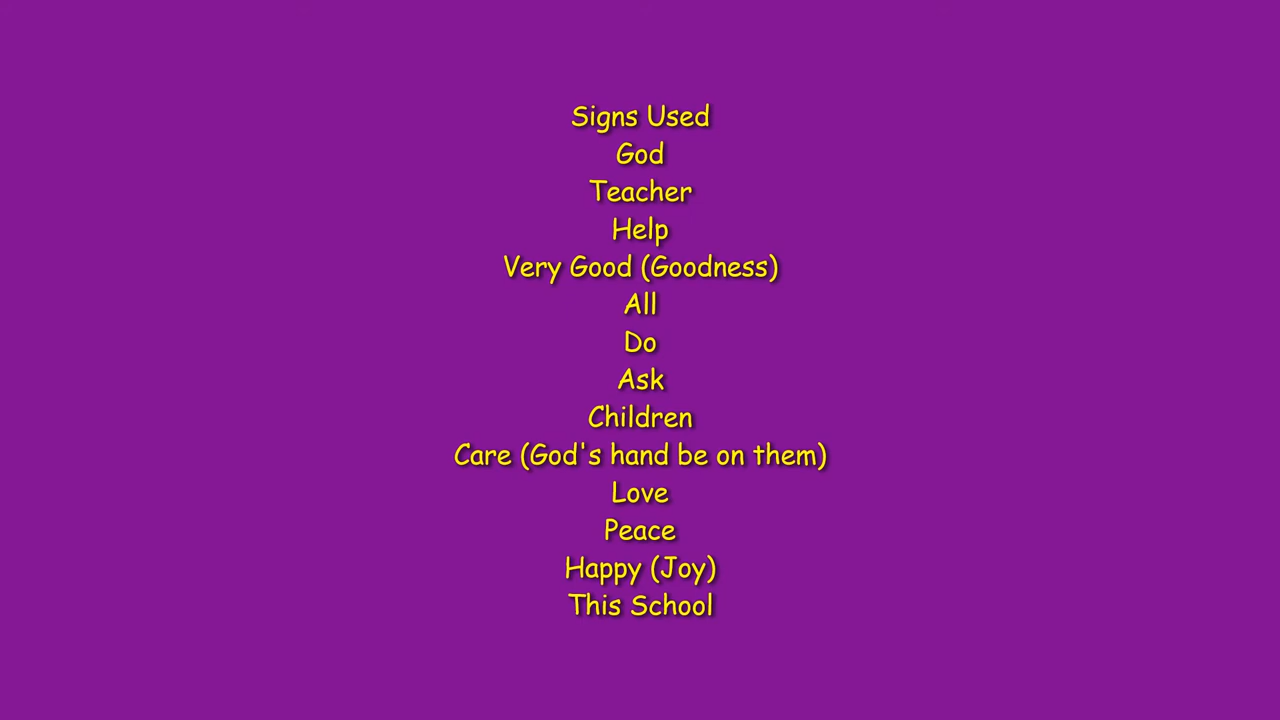 Signs Used
God
Teacher
Help
Very Good (Goodness)
All
Do
Ask
Children
Care (God's hand be on them)
Love
Peace
Happy (Joy)
This School